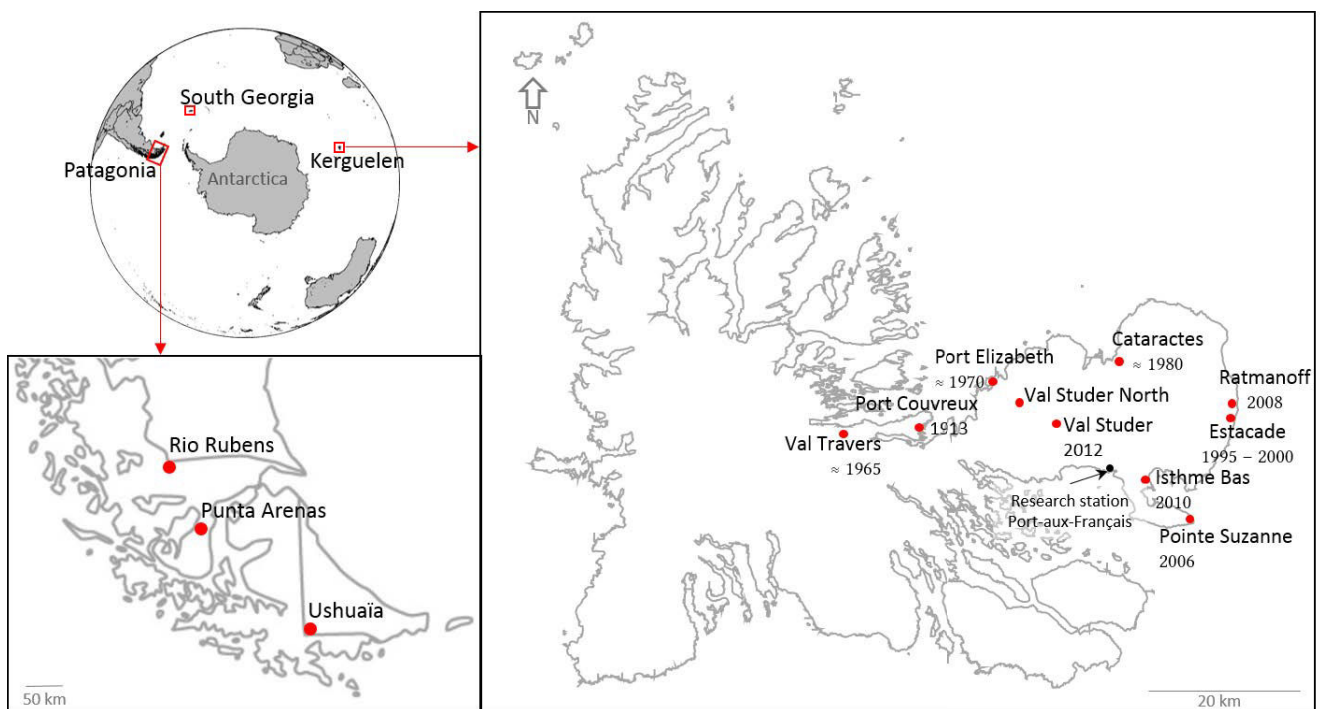 South Georgia
Patagonia
Kerguelen
Antarctica
Rio Rubens
Punta Arenas
Ushuaïa
50 km
N
Cataractes
≈ 1980
Port Elizabeth
≈ 1970
Val Studer North
Ratmanoff
2008
Port Couvreux
1913
Val Studer
2012
Estacade
1995 – 2000
Val Travers
≈ 1965
Isthme Bas
2010
Research station
Port-aux-Français
Pointe Suzanne
2006
20 km